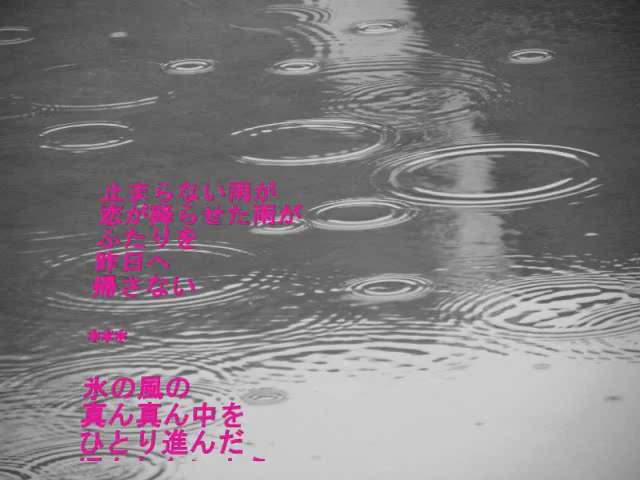 止まらない雨が
恋が降らせた雨が
ふたりを
昨日へ
帰さない
***
氷の風の
真ん真ん中を
ひとり進んだ